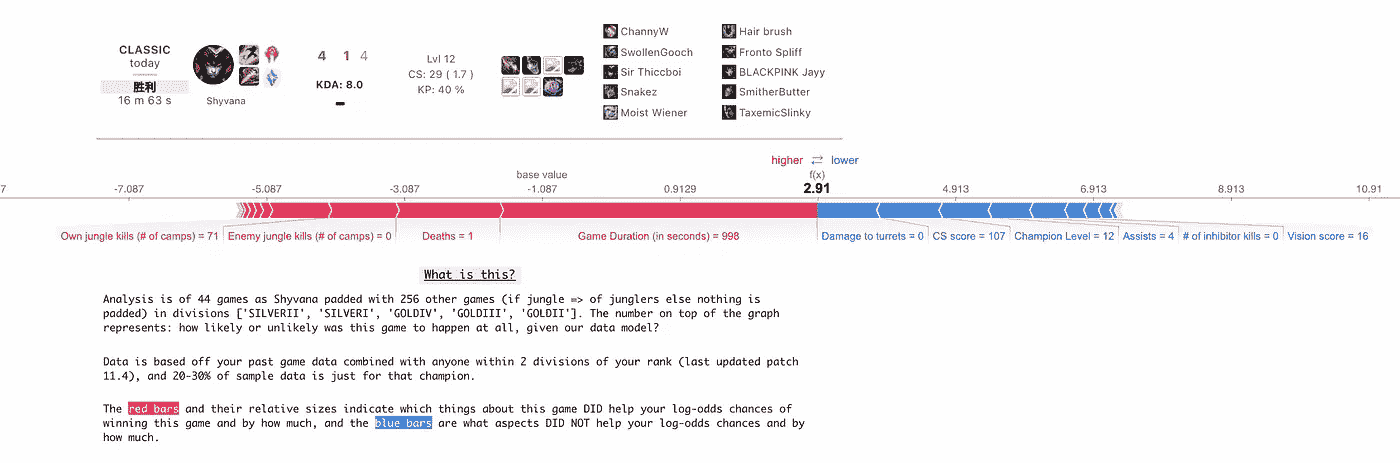 CLASSIC
today
胜利
16 m 63 s
Shyvana
4 1 4
KDA: 8.0
Lvl 12
CS: 29 ( 1.7 )
KP: 40 %
ChannyW
SwollenGooch
Sir Thiccboi
Snakez
Moist Wiener
Hair brush
Fronto Spliff
BLACKPINK Jayy
SmitherButter
TaxemicSlinky
higher ⇄ lower
base value f(x)
7 -7.087 -5.087 -3.087 -1.087 0.9129 2.91 4.913 6.913 8.913 10.91
Own jungle kills (# of camps) = 71 Enemy jungle kills (# of camps) = 0 Deaths = 1 Game Duration (in seconds) = 998 Damage to turrets = 0 CS score = 107 Champion Level = 12 Assists = 4 # of inhibitor kills = 0 Vision score = 16
What is this?
Analysis is of 44 games as Shyvana padded with 256 other games (if jungle => of junglers else nothing is
padded) in divisions ['SILVERII', 'SILVERI', 'GOLDIV', 'GOLDIII', 'GOLDII']. The number on top of the graph
represents: how likely or unlikely was this game to happen at all, given our data model?
Data is based off your past game data combined with anyone within 2 divisions of your rank (last updated patch
11.4), and 20-30% of sample data is just for that champion.
The red bars and their relative sizes indicate which things about this game DID help your log-odds chances of
winning this game and by how much, and the blue bars are what aspects DID NOT help your log-odds chances and by
how much.